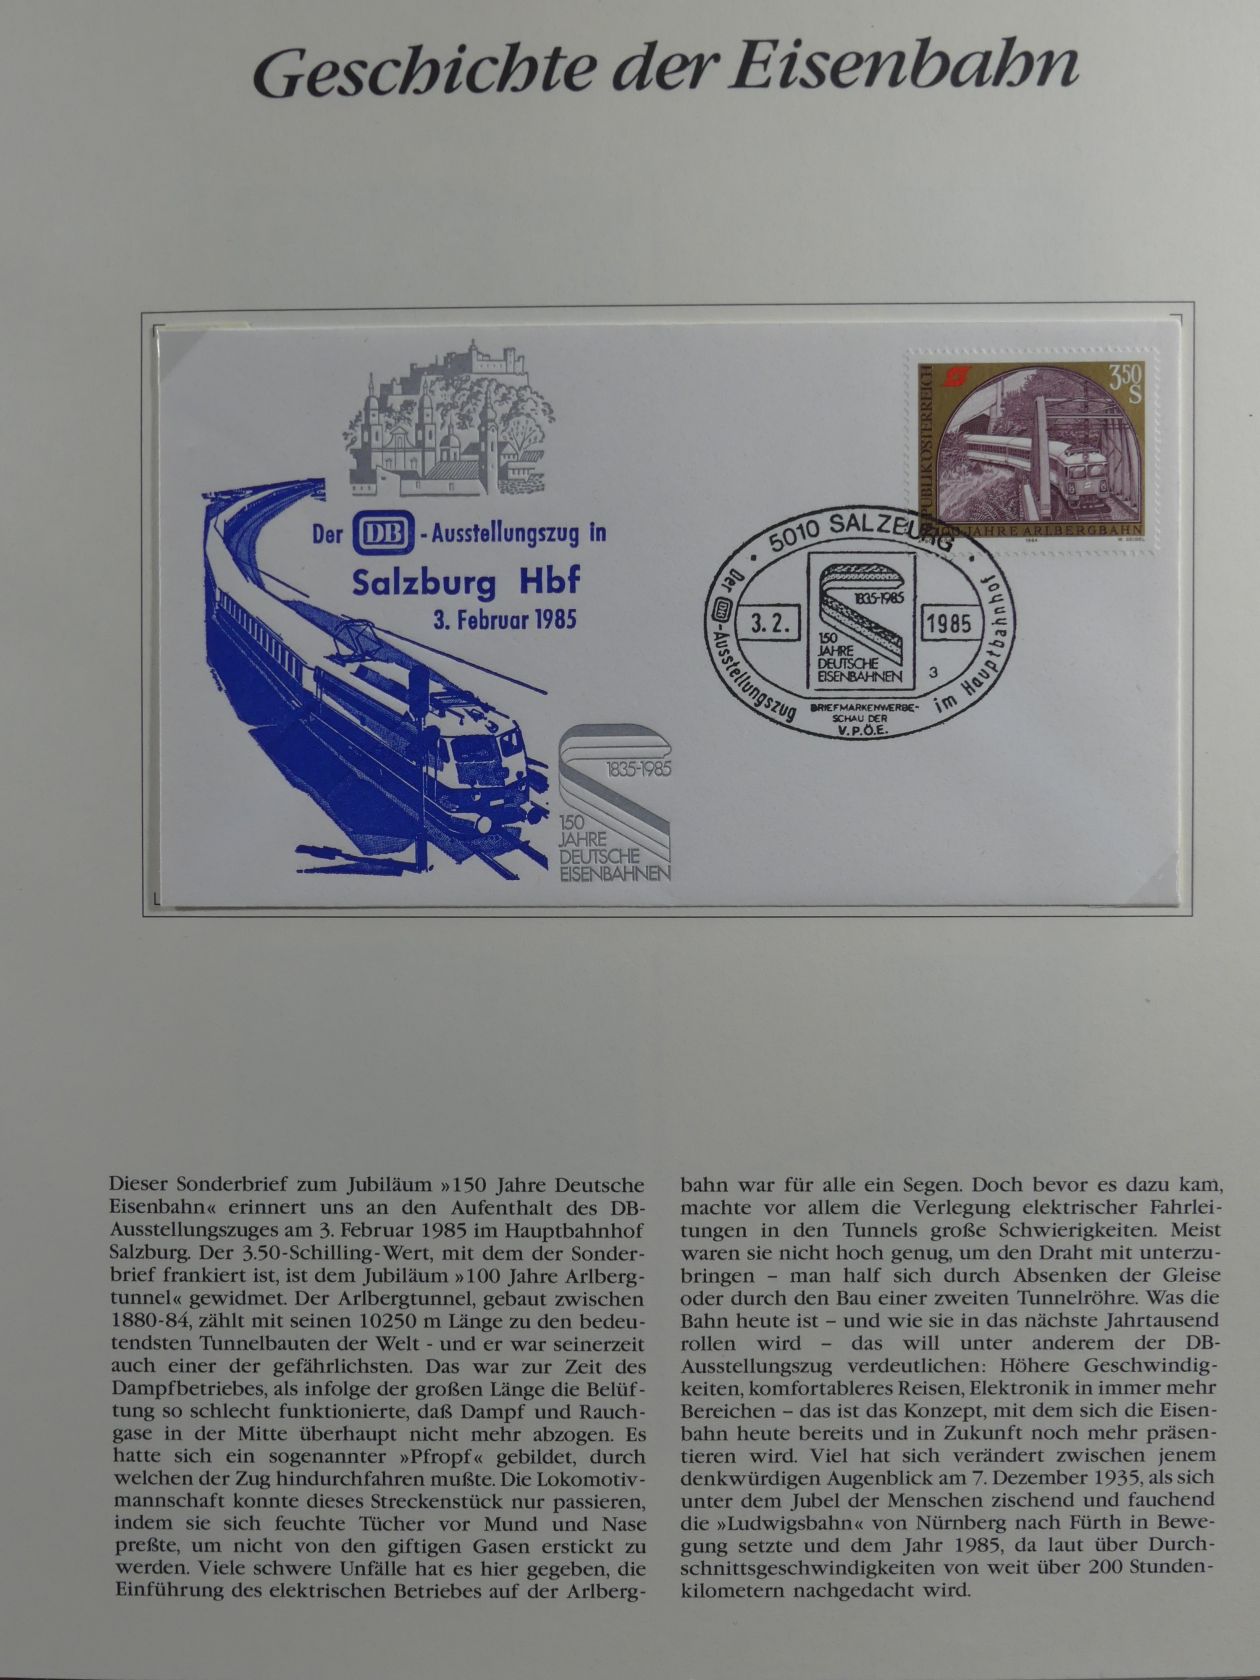 Geschichte der Eisenbahn
REPUBLIK ÖSTERREICH
3⁵⁰
S
100 JAHRE ARLBERGBAHN
1984
Der DB-Ausstellungszug in
Salzburg Hbf
3. Februar 1985
1835-1985
150
JAHRE
DEUTSCHE
EISENBAHNEN
5010 SALZBURG
Der DB-Ausstellungszug im Hauptbahnhof
3. 2. 1985
1835-1985
150
JAHRE
DEUTSCHE
EISENBAHNEN
3
BRIEFMARKENWERBE-
SCHAU DER
V.P.Ö.E.
Dieser Sonderbrief zum Jubiläum »150 Jahre Deutsche
Eisenbahn« erinnert uns an den Aufenthalt des DB-
Ausstellungszuges am 3. Februar 1985 im Hauptbahnhof
Salzburg. Der 3.50-Schilling-Wert, mit dem der Sonder-
brief frankiert ist, ist dem Jubiläum »100 Jahre Arlberg-
tunnel« gewidmet. Der Arlbergtunnel, gebaut zwischen
1880-84, zählt mit seinen 10250 m Länge zu den bedeu-
tendsten Tunnelbauten der Welt - und er war seinerzeit
auch einer der gefährlichsten. Das war zur Zeit des
Dampfbetriebes, als infolge der großen Länge die Belüf-
tung so schlecht funktionierte, daß Dampf und Rauch-
gase in der Mitte überhaupt nicht mehr abzogen. Es
hatte sich ein sogenannter »Pfropf« gebildet, durch
welchen der Zug hindurchfahren mußte. Die Lokomotiv-
mannschaft konnte dieses Streckenstück nur passieren,
indem sie sich feuchte Tücher vor Mund und Nase
preßte, um nicht von den giftigen Gasen erstickt zu
werden. Viele schwere Unfälle hat es hier gegeben, die
Einführung des elektrischen Betriebes auf der Arlberg-
bahn war für alle ein Segen. Doch bevor es dazu kam,
machte vor allem die Verlegung elektrischer Fahrlei-
tungen in den Tunnels große Schwierigkeiten. Meist
waren sie nicht hoch genug, um den Draht mit unterzu-
bringen – man half sich durch Absenken der Gleise
oder durch den Bau einer zweiten Tunnelröhre. Was die
Bahn heute ist – und wie sie in das nächste Jahrtausend
rollen wird – das will unter anderem der DB-
Ausstellungszug verdeutlichen: Höhere Geschwindig-
keiten, komfortableres Reisen, Elektronik in immer mehr
Bereichen – das ist das Konzept, mit dem sich die Eisen-
bahn heute bereits und in Zukunft noch mehr präsen-
tieren wird. Viel hat sich verändert zwischen jenem
denkwürdigen Augenblick am 7. Dezember 1935, als sich
unter dem Jubel der Menschen zischend und fauchend
die »Ludwigsbahn« von Nürnberg nach Fürth in Bewe-
gung setzte und dem Jahr 1985, da laut über Durch-
schnittsgeschwindigkeiten von weit über 200 Stunden-
kilometern nachgedacht wird.